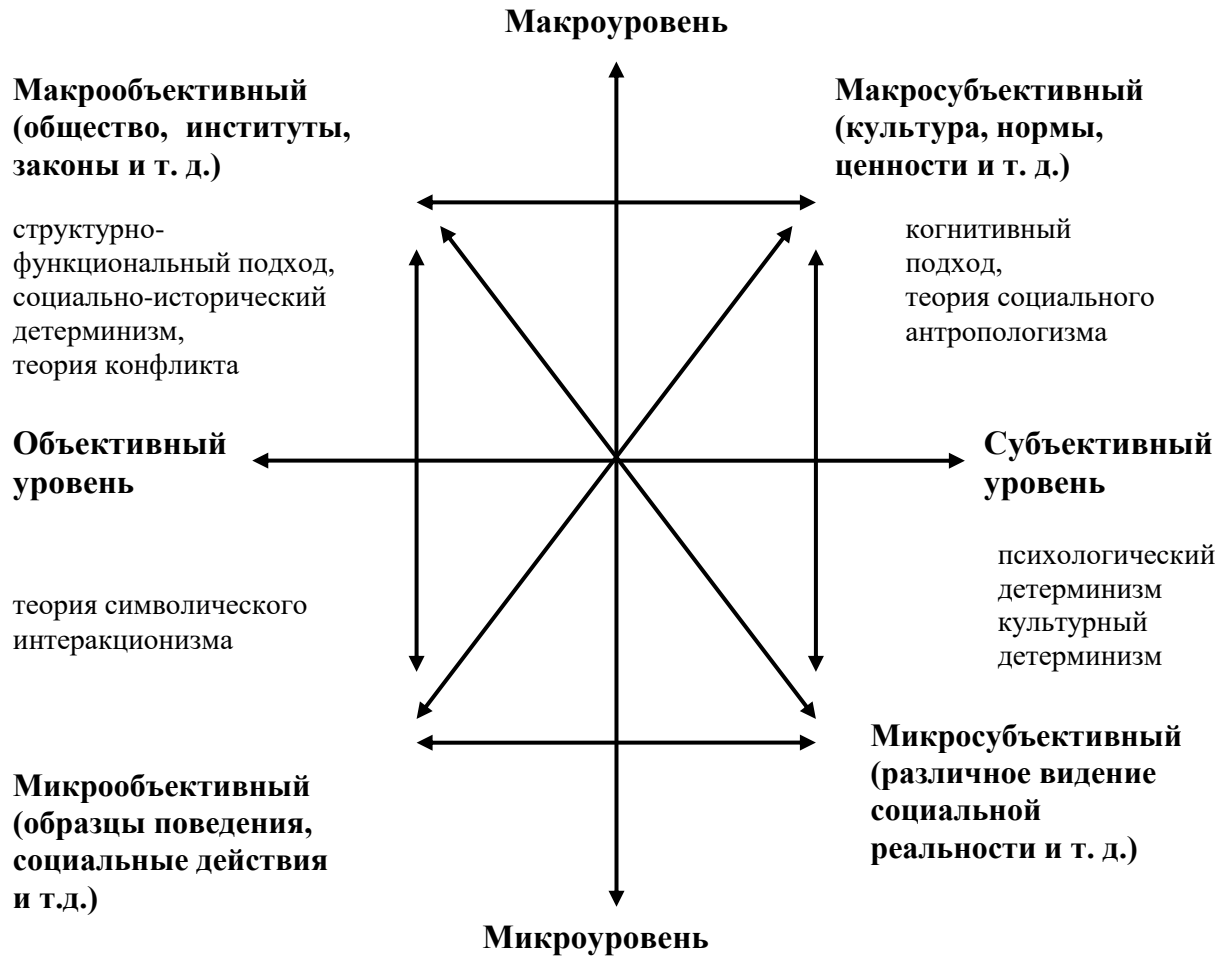 Макроуровень
Макрообъективный
(общество, институты,
законы и т. д.)
Макросубъективный
(культура, нормы,
ценности и т. д.)
структурно-
функциональный подход,
социально-исторический
детерминизм,
теория конфликта
когнитивный
подход,
теория социального
антропологизма
Объективный
уровень
Субъективный
уровень
теория символического
интеракционизма
психологический
детерминизм
культурный
детерминизм
Микрообъективный
(образцы поведения,
социальные действия
и т.д.)
Микросубъективный
(различное видение
социальной
реальности и т. д.)
Микроуровень